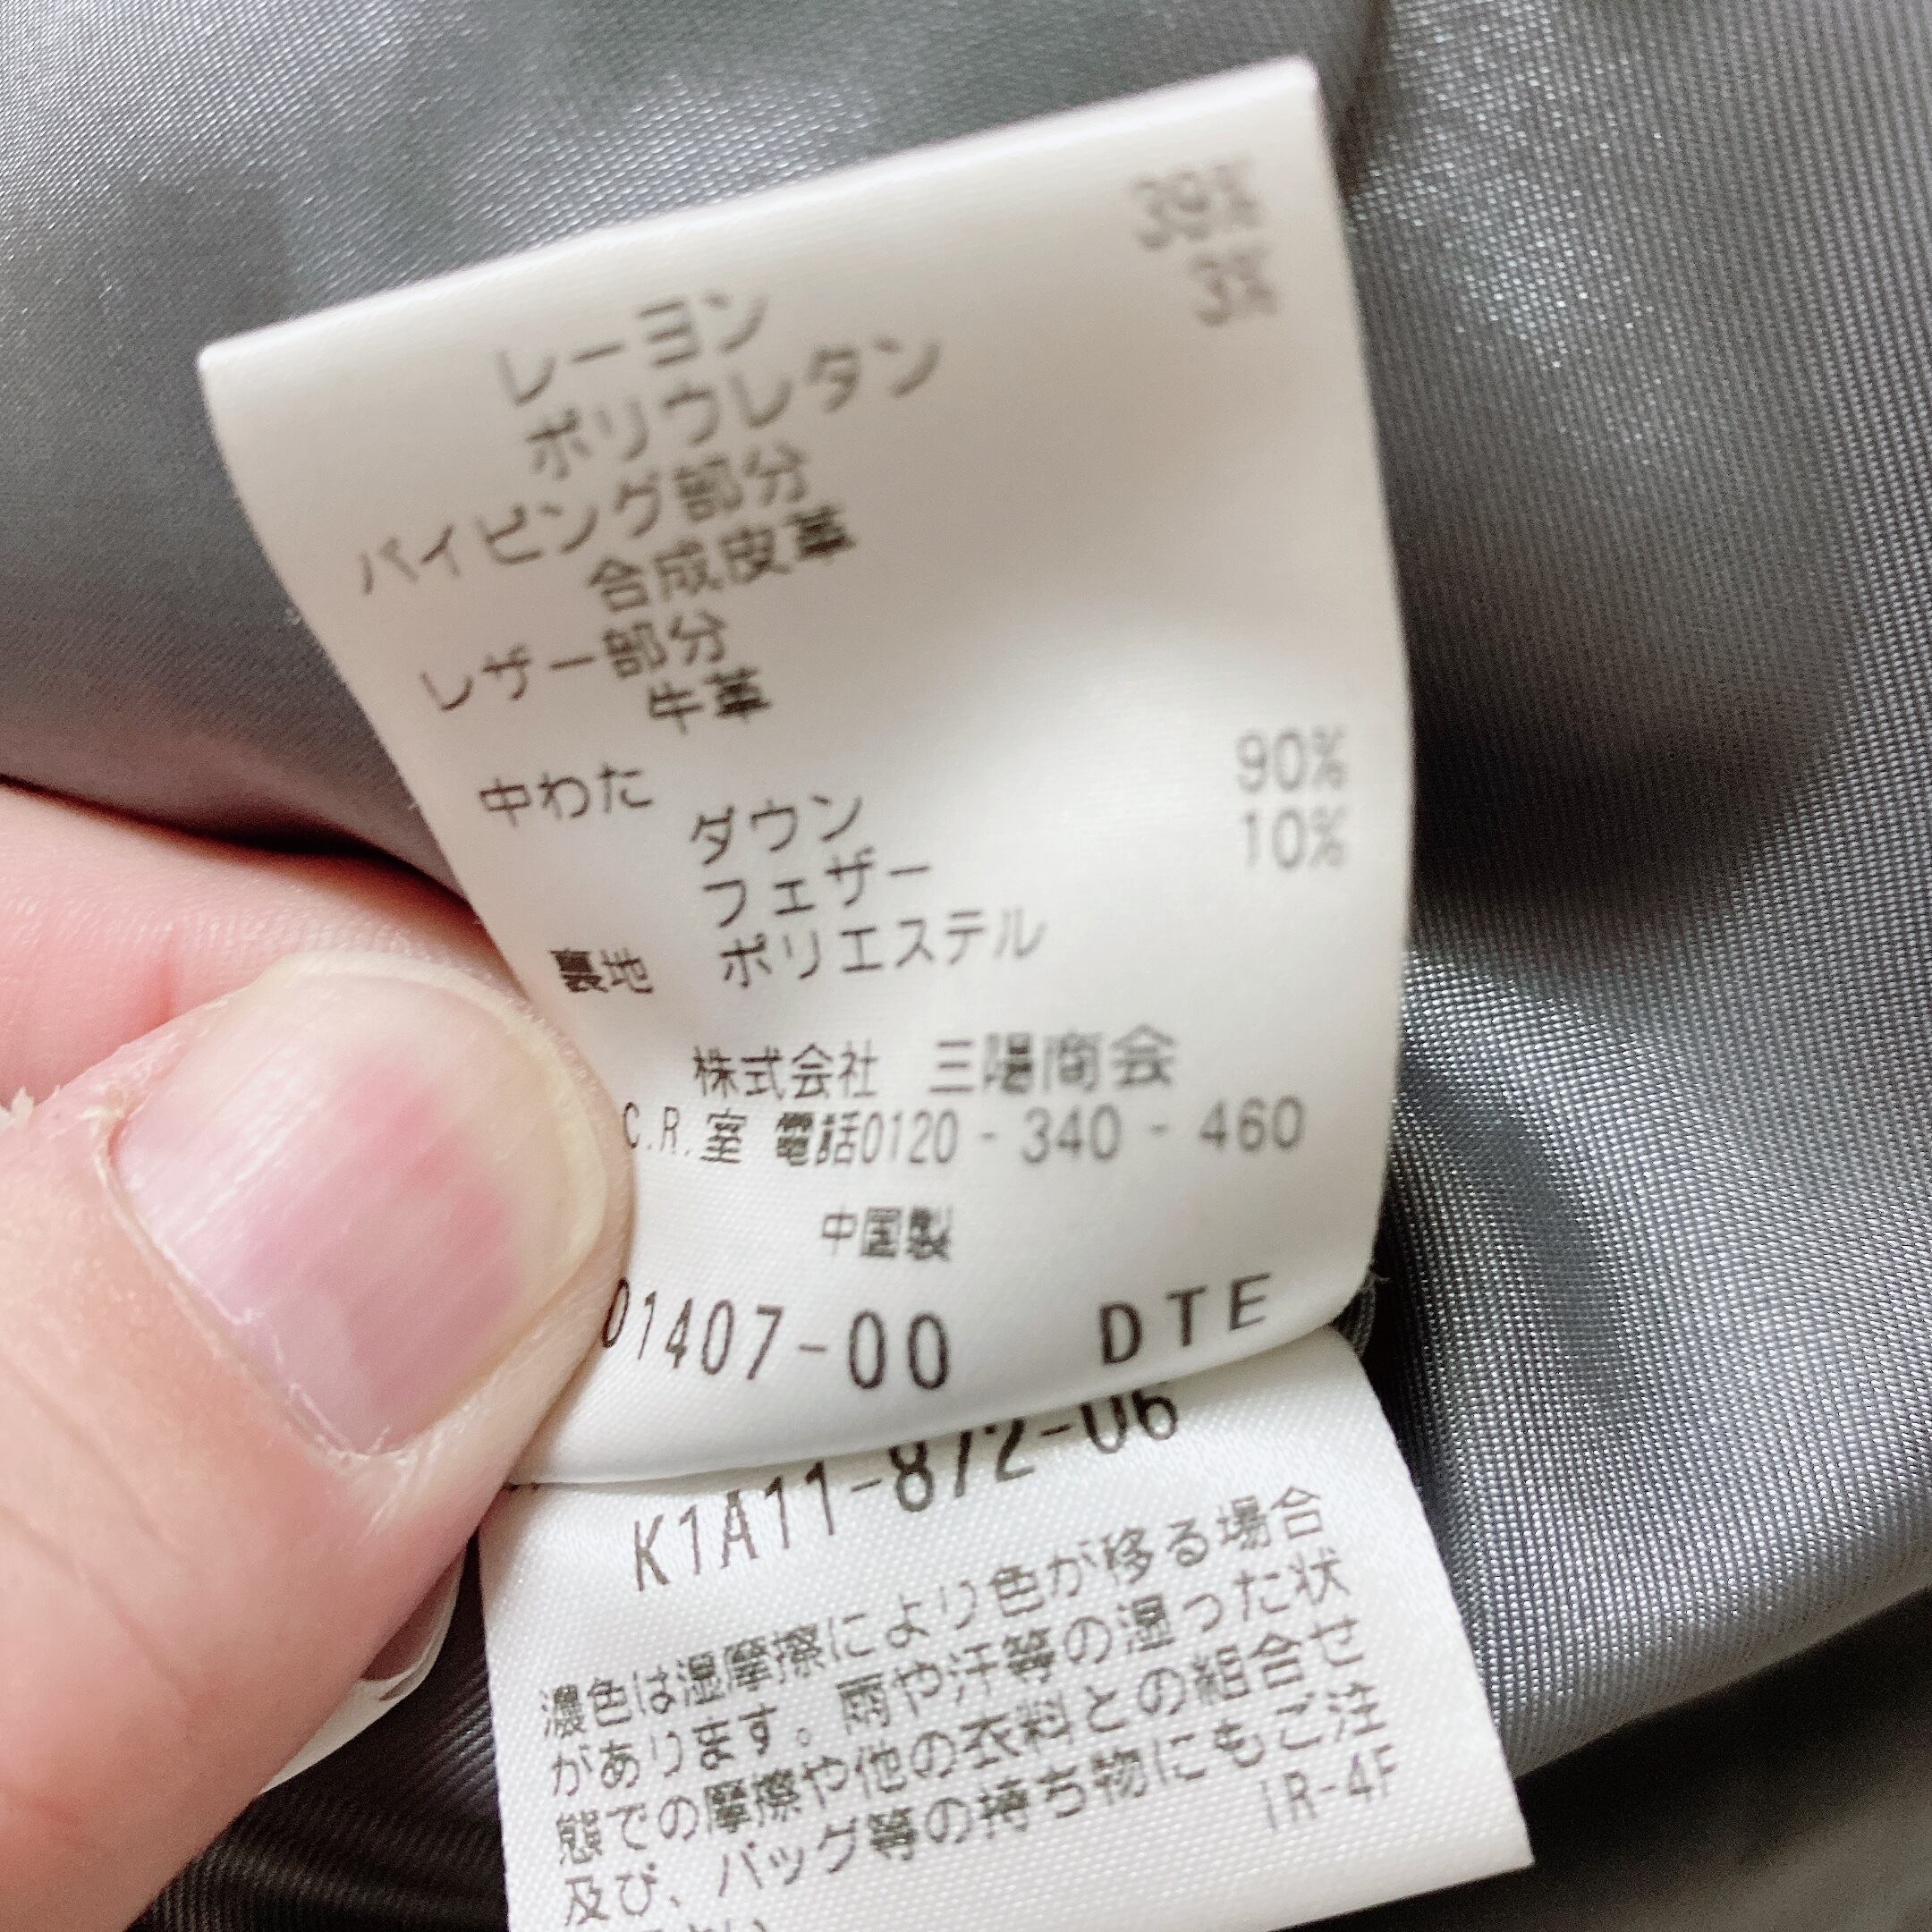 レーヨン
ポリウレタン
パイピング部分
合成皮革
レザー部分
牛革
中わた
ダウン 90%
フェザー 10%
裏地 ポリエステル
株式会社 三陽商会
C.R.室 電話0120-340-460
中国製
01407-00 DTE
K1A11-872-06
濃色は湿摩擦により色が移る場合
があります。雨や汗等の湿った状
態での摩擦や他の衣料との組合せ
及び、バッグ等の持ち物にもご注
IR-4F